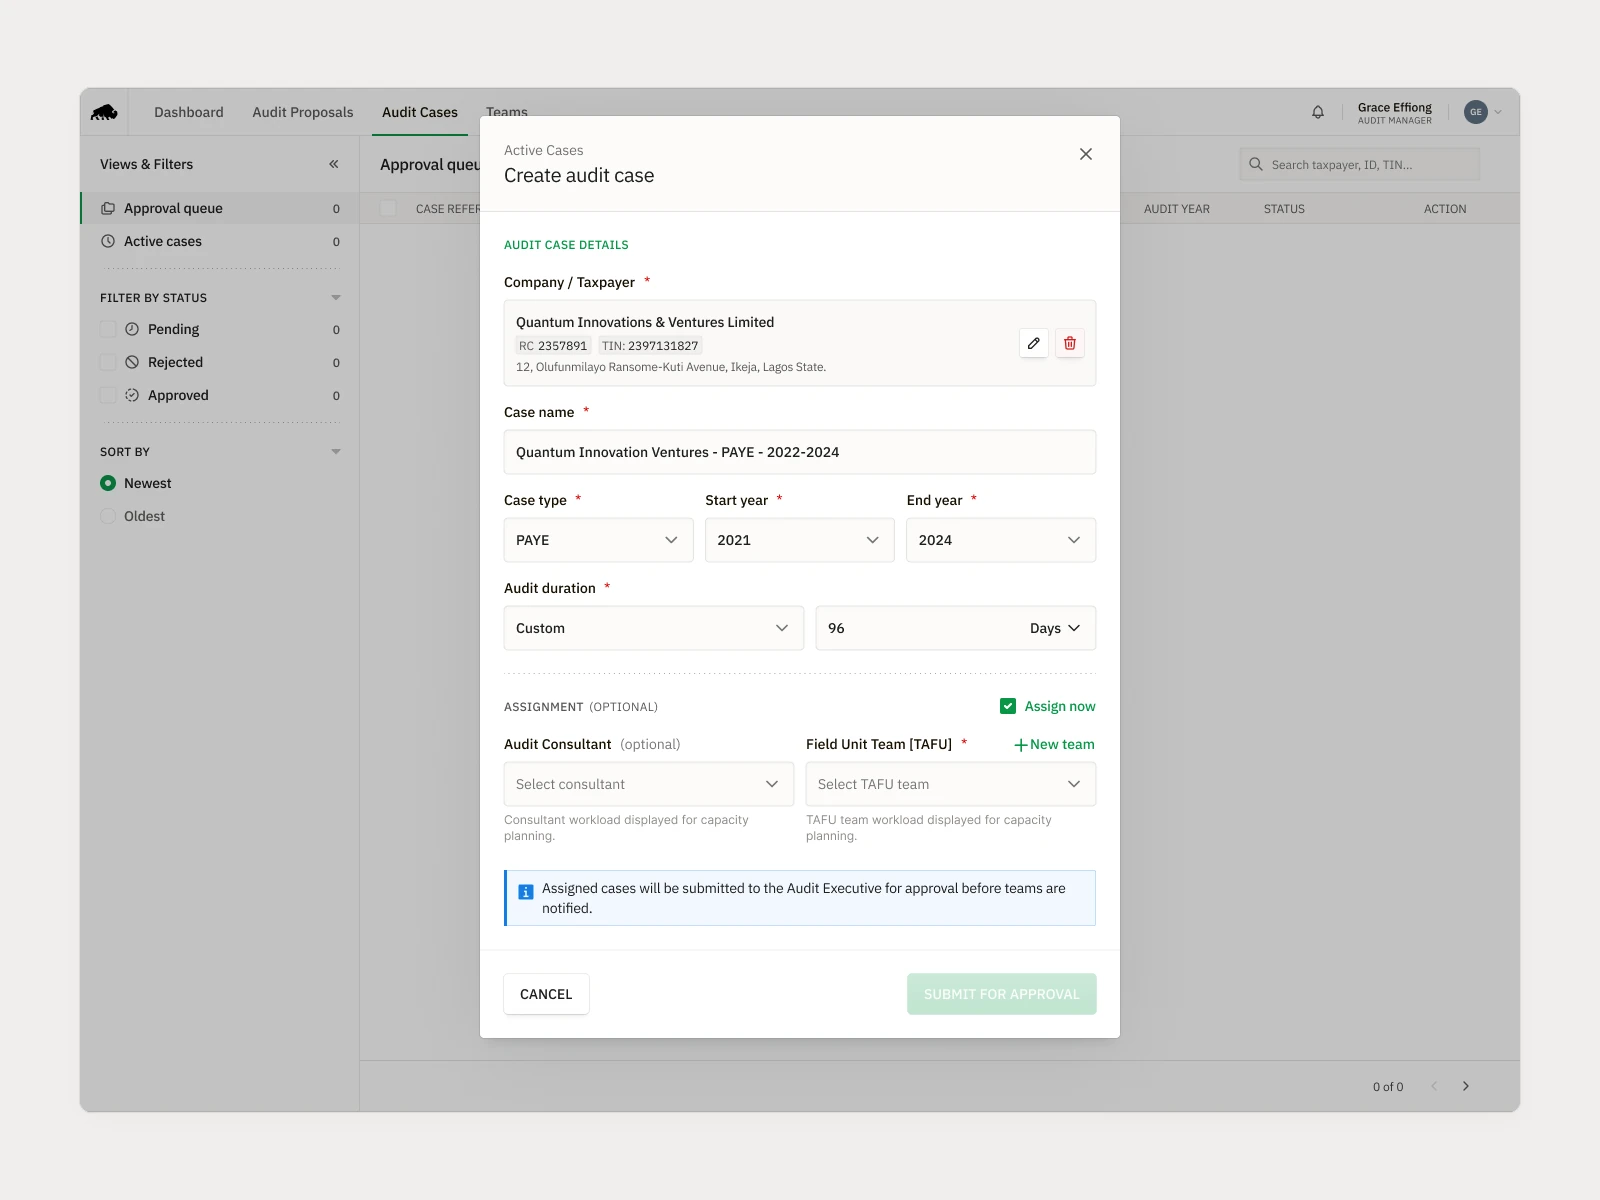 Dashboard
Audit Proposals
Audit Cases
Teams
Grace Effiong
AUDIT MANAGER
GE
Views & Filters
Approval queue 0
Active cases 0
FILTER BY STATUS
Pending 0
Rejected 0
Approved 0
SORT BY
Newest
Oldest
Approval queu
Search taxpayer, ID, TIN...
CASE REFER
AUDIT YEAR
STATUS
ACTION
Active Cases
Create audit case
AUDIT CASE DETAILS
Company / Taxpayer *
Quantum Innovations & Ventures Limited
RC 2357891 TIN: 2397131827
12, Olufunmilayo Ransome-Kuti Avenue, Ikeja, Lagos State.
Case name *
Quantum Innovation Ventures - PAYE - 2022-2024
Case type * Start year * End year *
PAYE 2021 2024
Audit duration *
Custom 96 Days
ASSIGNMENT (OPTIONAL) Assign now
Audit Consultant (optional) Field Unit Team [TAFU] * +New team
Select consultant Select TAFU team
Consultant workload displayed for capacity
planning.
TAFU team workload displayed for capacity
planning.
Assigned cases will be submitted to the Audit Executive for approval before teams are
notified.
CANCEL SUBMIT FOR APPROVAL
0 of 0